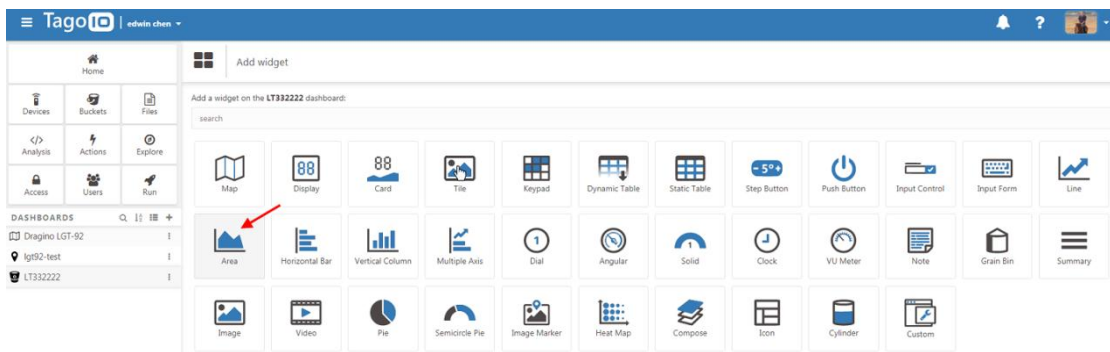 TagoIO | edwin chen
?
Home
Add widget
Devices Buckets Files
Add a widget on the LT332222 dashboard:
search
</> Analysis Actions Explore
88 88 -5°+
Map Display Card Tile Keypad Dynamic Table Static Table Step Button Push Button Input Control Input Form Line
Access Users Run
DASHBOARDS
Dragino LGT-92
lgt92-test
LT332222
1 1
Area Horizontal Bar Vertical Column Multiple Axis Dial Angular Solid Clock VU Meter Note Grain Bin Summary
Image Video Pie Semicircle Pie Image Marker Heat Map Compose Icon Cylinder Custom